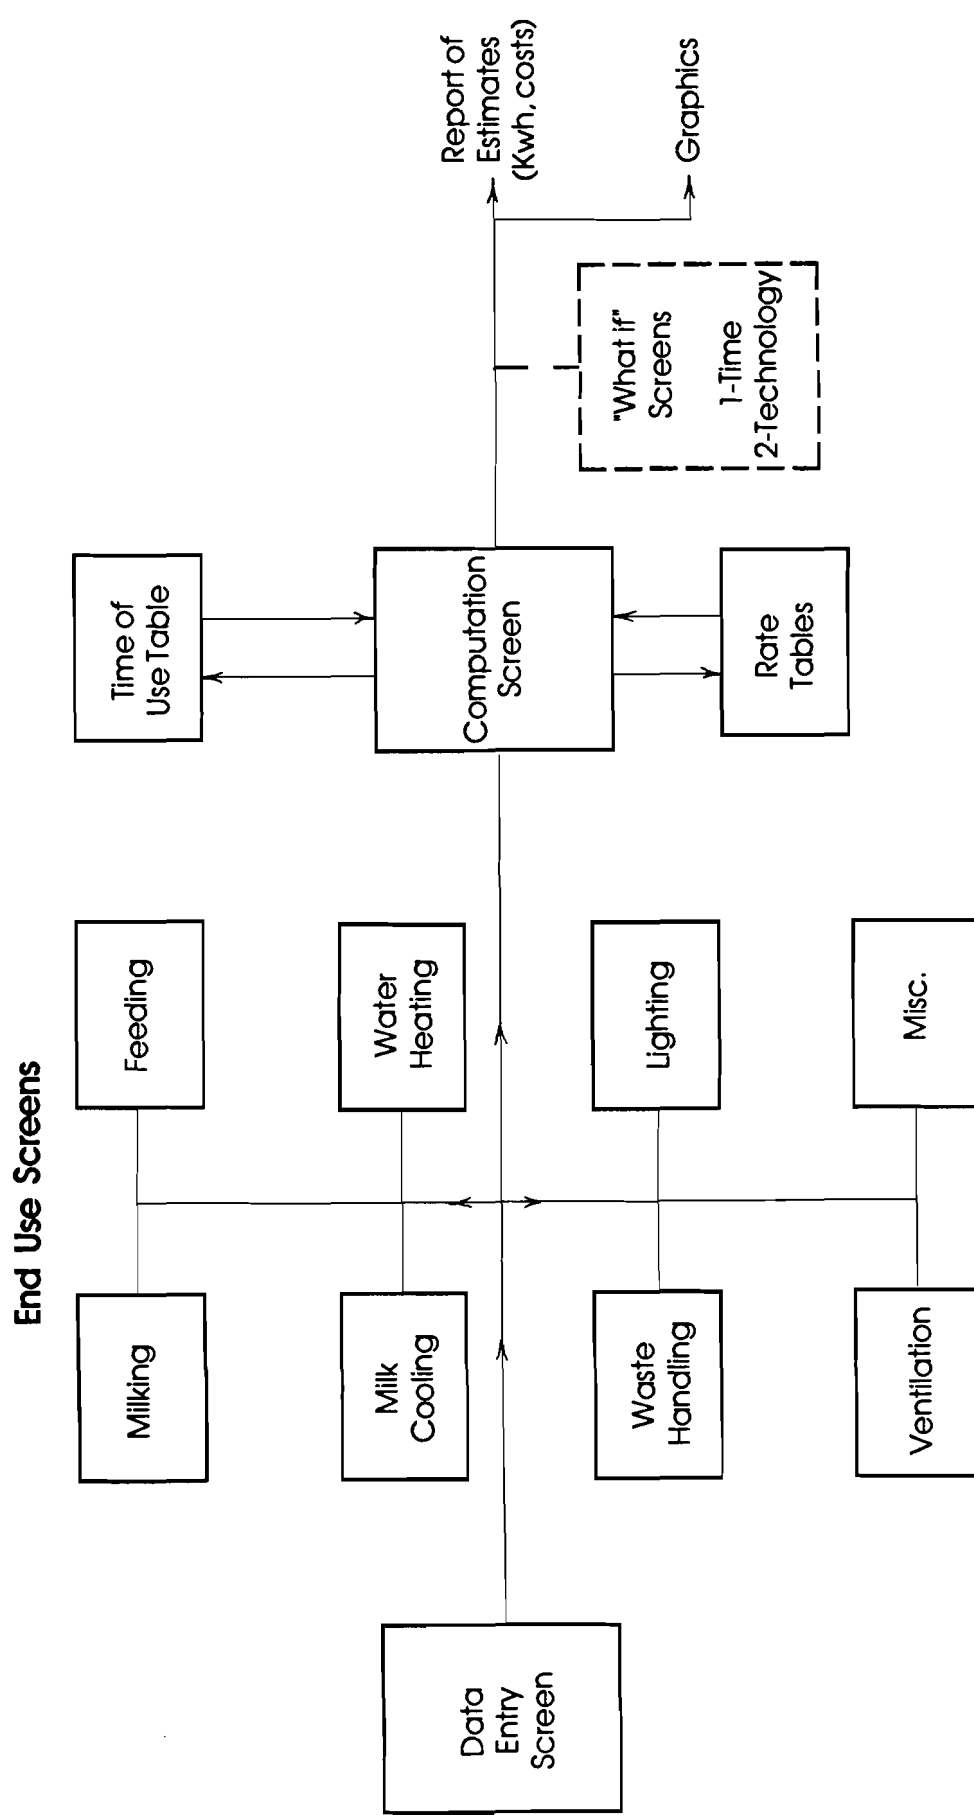 End Use Screens
Data
Entry
Screen
Milking
Feeding
Milk
Cooling
Water
Heating
Waste
Handling
Lighting
Ventilation
Misc.
Time of
Use Table
Computation
Screen
Rate
Tables
"What if"
Screens
1-Time
2-Technology
Report of
Estimates
(Kwh, costs)
Graphics